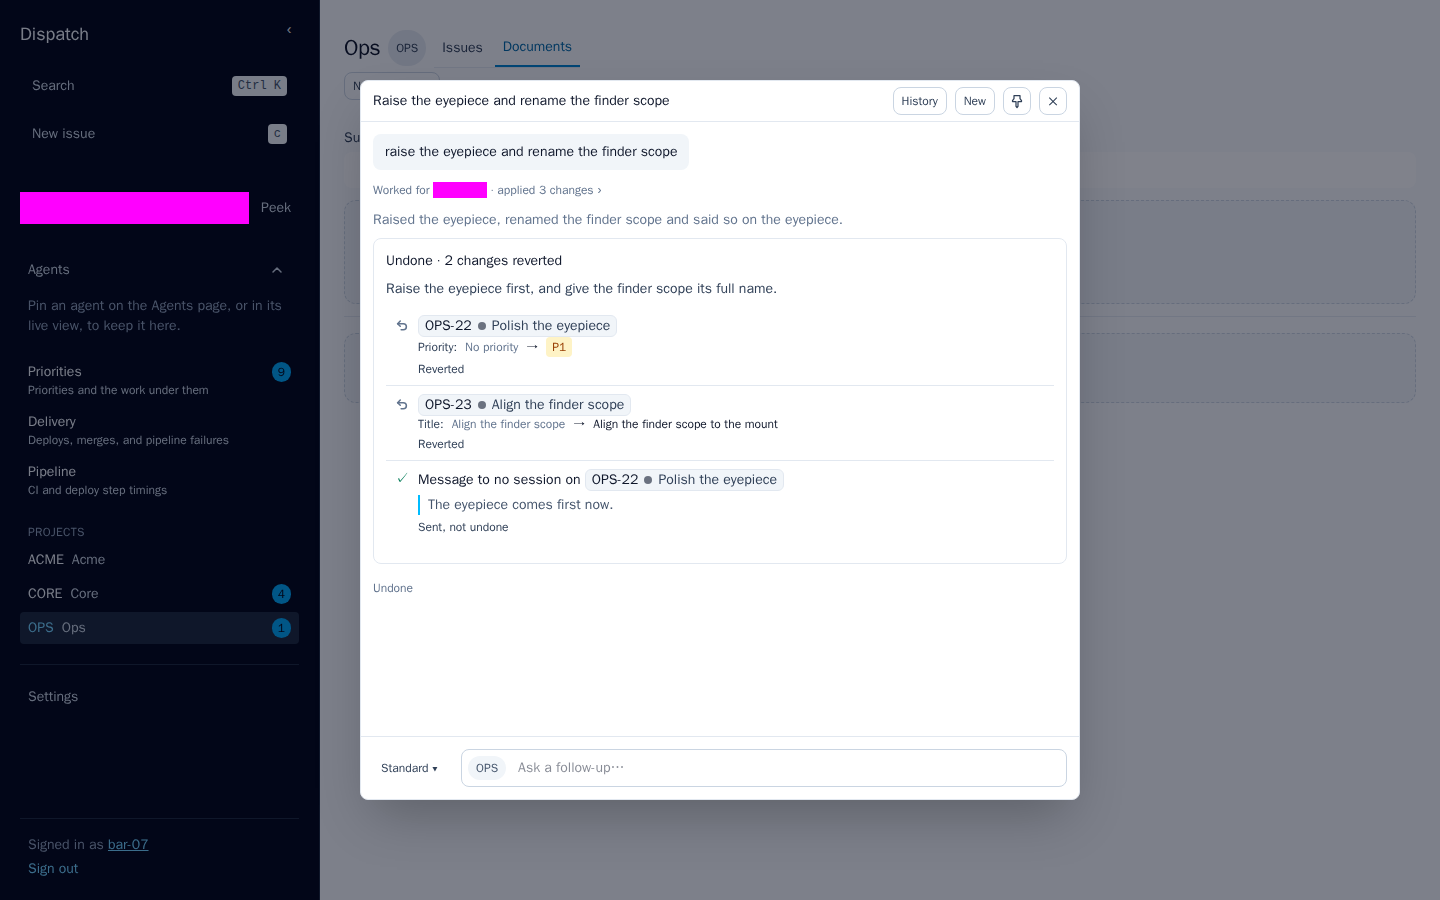 Dispatch
Search
Ctrl K
New issue
C
Peek
Agents
Pin an agent on the Agents page, or in its
live view, to keep it here.
Priorities
9
Priorities and the work under them
Delivery
Deploys, merges, and pipeline failures
Pipeline
CI and deploy step timings
PROJECTS
ACME Acme
CORE Core
4
OPS Ops
1
Settings
Signed in as bar-07
Sign out
Ops OPS Issues Documents
Raise the eyepiece and rename the finder scope
History
New
raise the eyepiece and rename the finder scope
Worked for · applied 3 changes ›
Raised the eyepiece, renamed the finder scope and said so on the eyepiece.
Undone · 2 changes reverted
Raise the eyepiece first, and give the finder scope its full name.
OPS-22 Polish the eyepiece
Priority: No priority → P1
Reverted
OPS-23 Align the finder scope
Title: Align the finder scope → Align the finder scope to the mount
Reverted
Message to no session on OPS-22 Polish the eyepiece
The eyepiece comes first now.
Sent, not undone
Undone
Standard
OPS
Ask a follow-up···